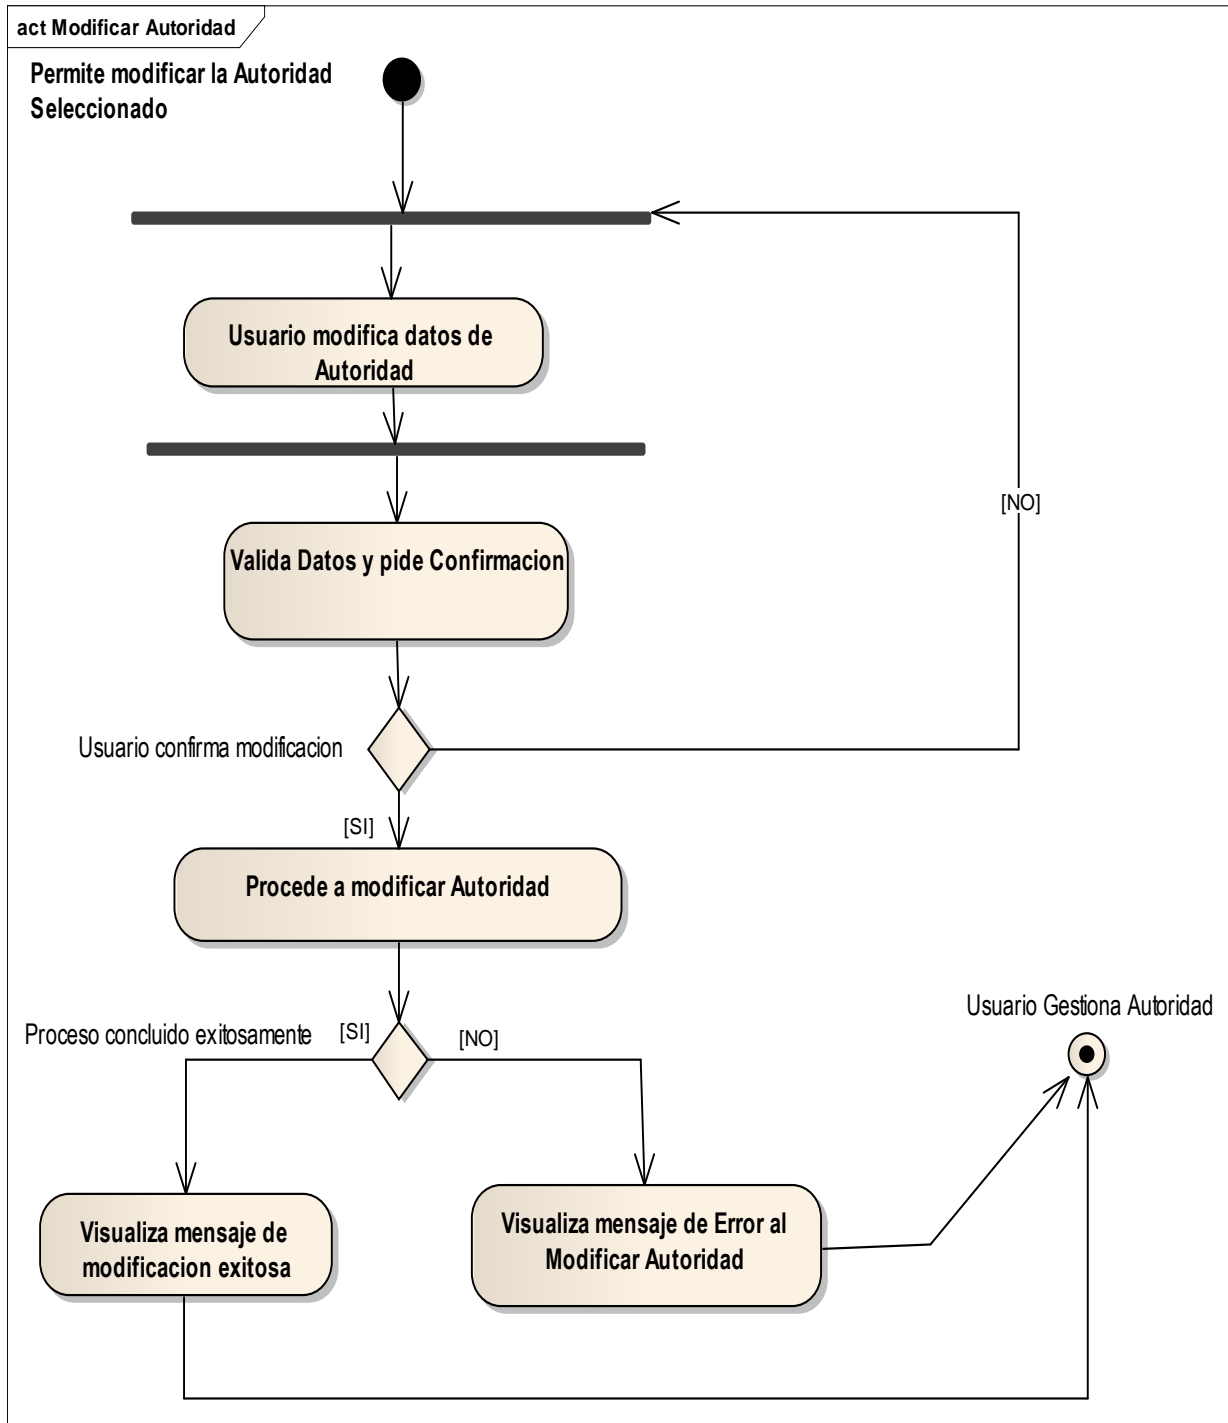 act Modificar Autoridad
Permite modificar la Autoridad
Seleccionado
Usuario modifica datos de
Autoridad
[NO]
Valida Datos y pide Confirmacion
Usuario confirma modificacion
[SI]
Procede a modificar Autoridad
Usuario Gestiona Autoridad
Proceso concluido exitosamente
[SI]
[NO]
Visualiza mensaje de
modificacion exitosa
Visualiza mensaje de Error al
Modificar Autoridad